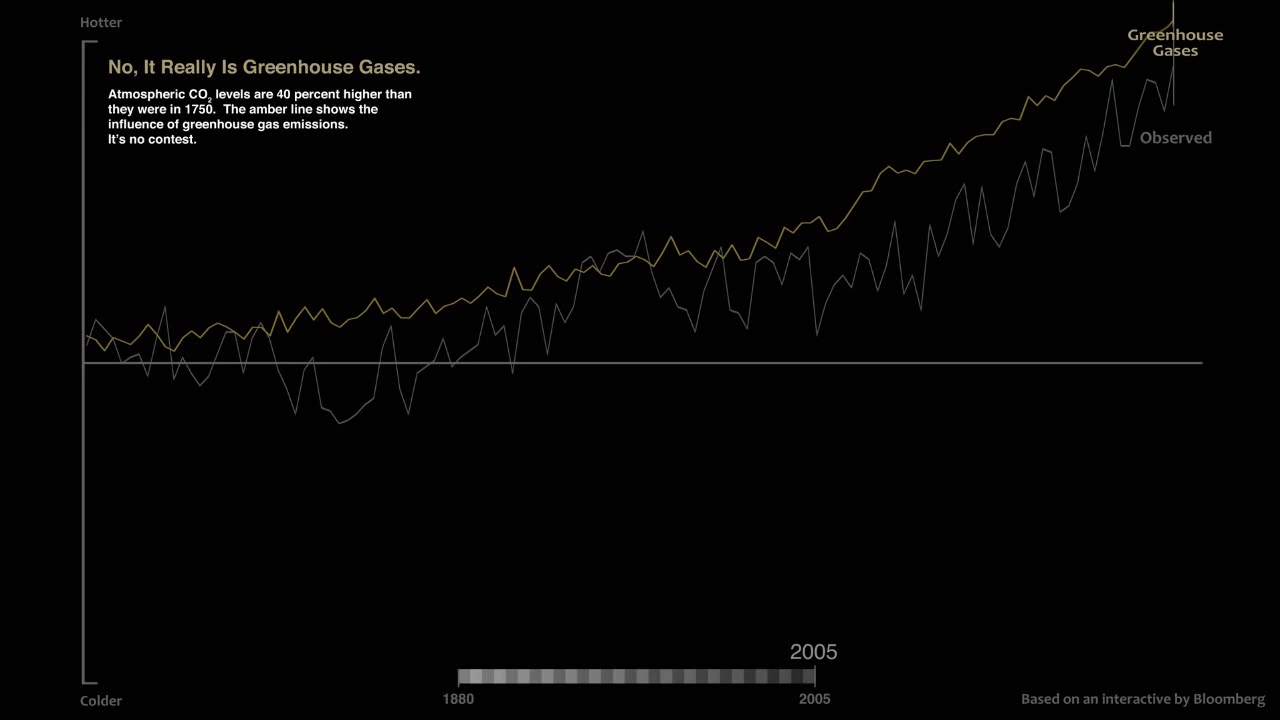 Hotter
Greenhouse
Gases
No, It Really Is Greenhouse Gases.
Atmospheric CO₂ levels are 40 percent higher than
they were in 1750.  The amber line shows the
influence of greenhouse gas emissions.
It's no contest.
Observed
2005
1880
2005
Colder
Based on an interactive by Bloomberg